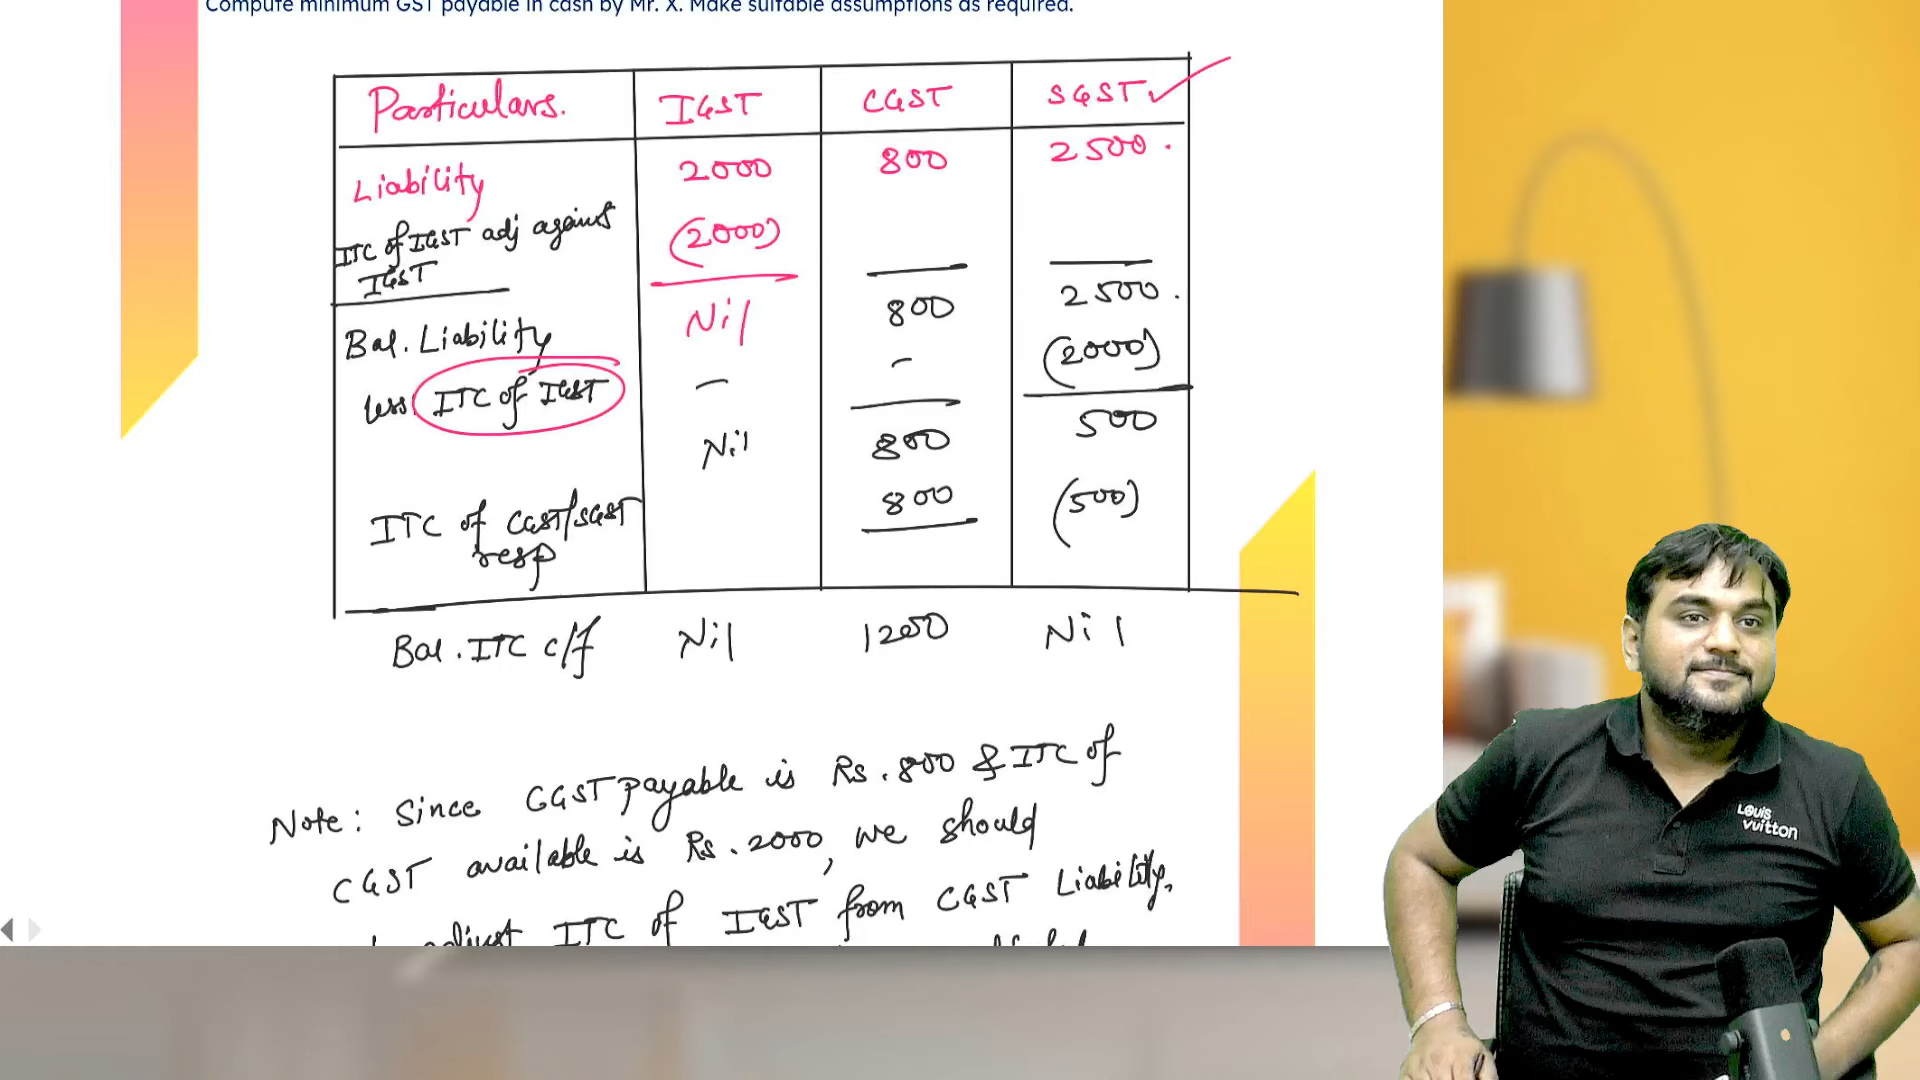 Compute minimum GST payable in cash by Mr. X. Make suitable assumptions as required.
Particulars. IGST CGST SGST
Liability 2000 800 2500.
ITC of IGST adj against (2000)
IGST
Bal. Liability Nil 800 2500.
less ITC of IGST – – (2000)
Nil 800 500
ITC of CGST/SGST 800 (500)
resp
Bal. ITC c/f Nil 1200 Nil
Note: Since CGST payable is Rs. 800 & ITC of
CGST available is Rs. 2000, we should
adjust ITC of IGST from CGST Liability.
Louis
vuitton